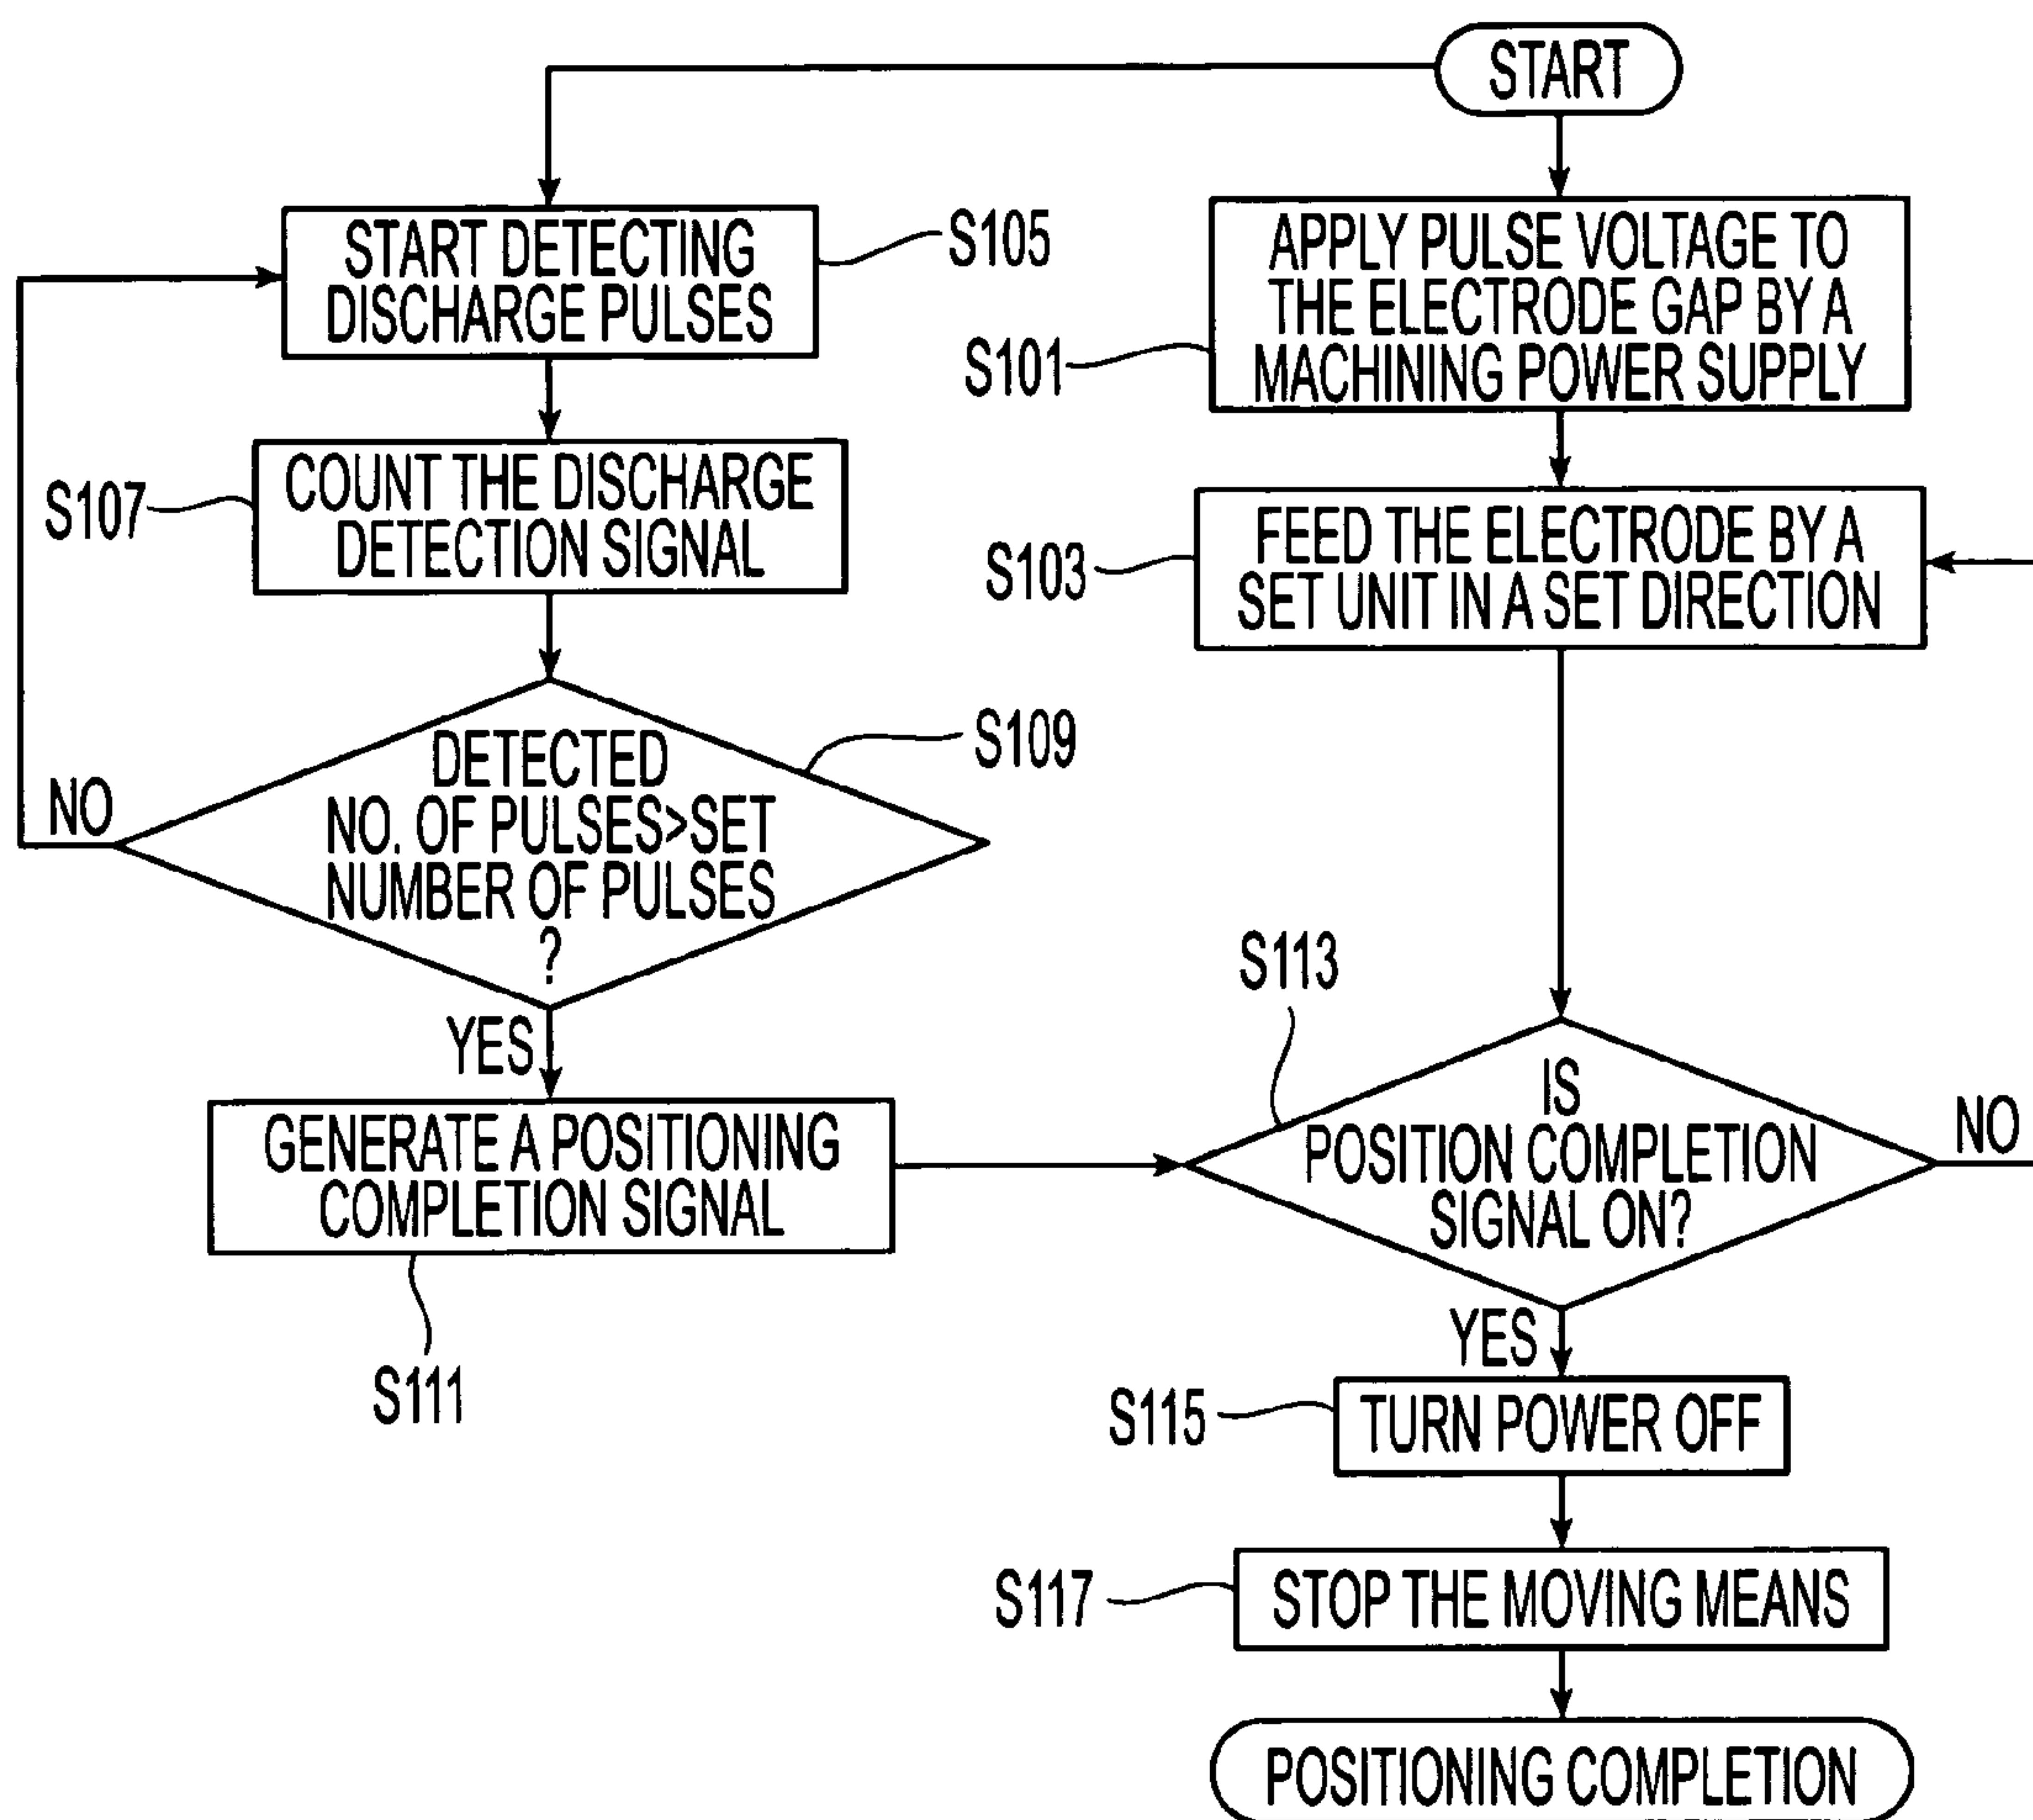 START
START DETECTING
DISCHARGE PULSES
S105
APPLY PULSE VOLTAGE TO
THE ELECTRODE GAP BY A
MACHINING POWER SUPPLY
S101
COUNT THE DISCHARGE
DETECTION SIGNAL
S107
FEED THE ELECTRODE BY A
SET UNIT IN A SET DIRECTION
S103
DETECTED
NO. OF PULSES>SET
NUMBER OF PULSES
?
S109
NO
YES
GENERATE A POSITIONING
COMPLETION SIGNAL
S111
S113
IS
POSITION COMPLETION
SIGNAL ON?
NO
YES
S115
TURN POWER OFF
S117
STOP THE MOVING MEANS
POSITIONING COMPLETION